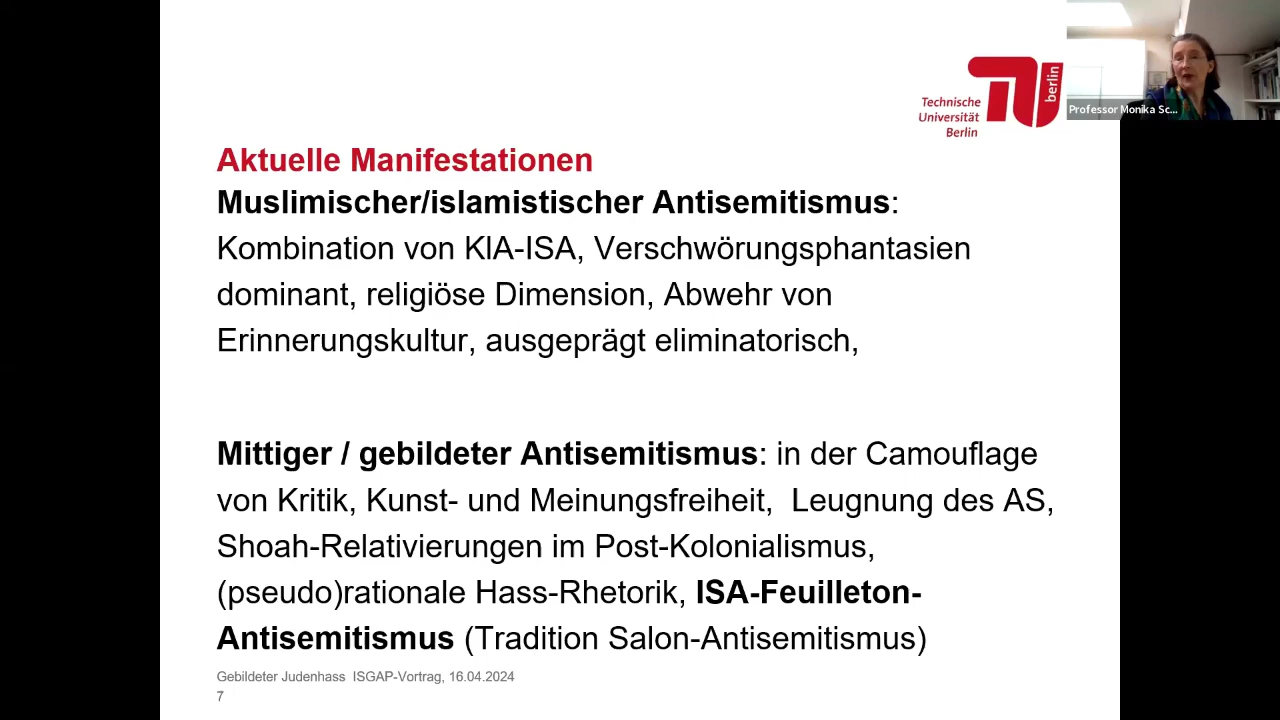 Technische
Universität
Berlin
berlin
Professor Monika Sc...
Aktuelle Manifestationen
Muslimischer/islamistischer Antisemitismus:
Kombination von KlA-ISA, Verschwörungsphantasien
dominant, religiöse Dimension, Abwehr von
Erinnerungskultur, ausgeprägt eliminatorisch,
Mittiger / gebildeter Antisemitismus: in der Camouflage
von Kritik, Kunst- und Meinungsfreiheit, Leugnung des AS,
Shoah-Relativierungen im Post-Kolonialismus,
(pseudo)rationale Hass-Rhetorik, ISA-Feuilleton-
Antisemitismus (Tradition Salon-Antisemitismus)
Gebildeter Judenhass ISGAP-Vortrag, 16.04.2024
7